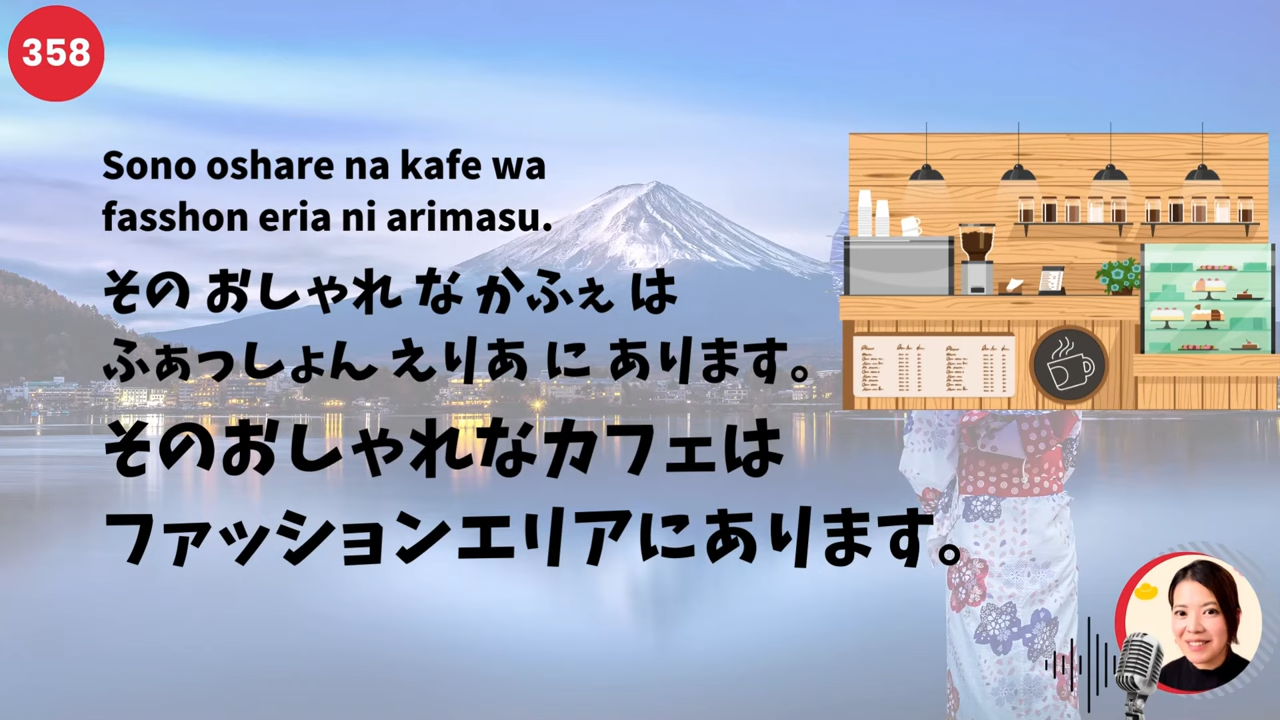 358
Sono oshare na kafe wa
fasshon eria ni arimasu.
その おしゃれ な かふぇ は
ふぁっしょん えりあ に あります。
そのおしゃれなカフェは
ファッションエリアにあります。